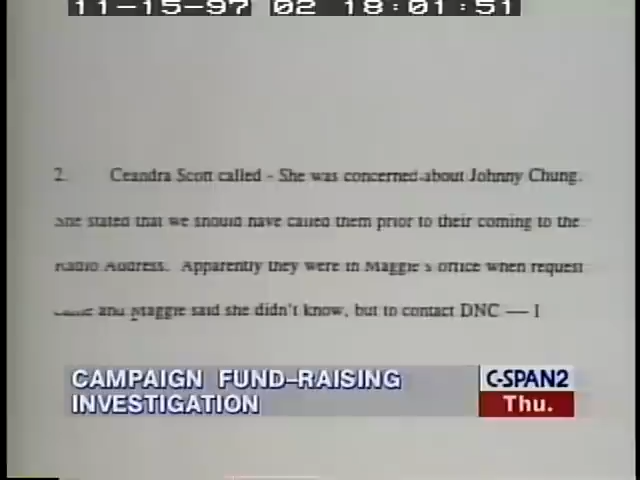 11-15-97 02 18:01:51
2. Ceandra Scott called - She was concerned about Johnny Chung.
She stated that we should have called them prior to their coming to the
Radio Address. Apparently they were in Maggie's office when request
came and Maggie said she didn't know, but to contact DNC — I
CAMPAIGN FUND-RAISING
INVESTIGATION
C-SPAN2
Thu.